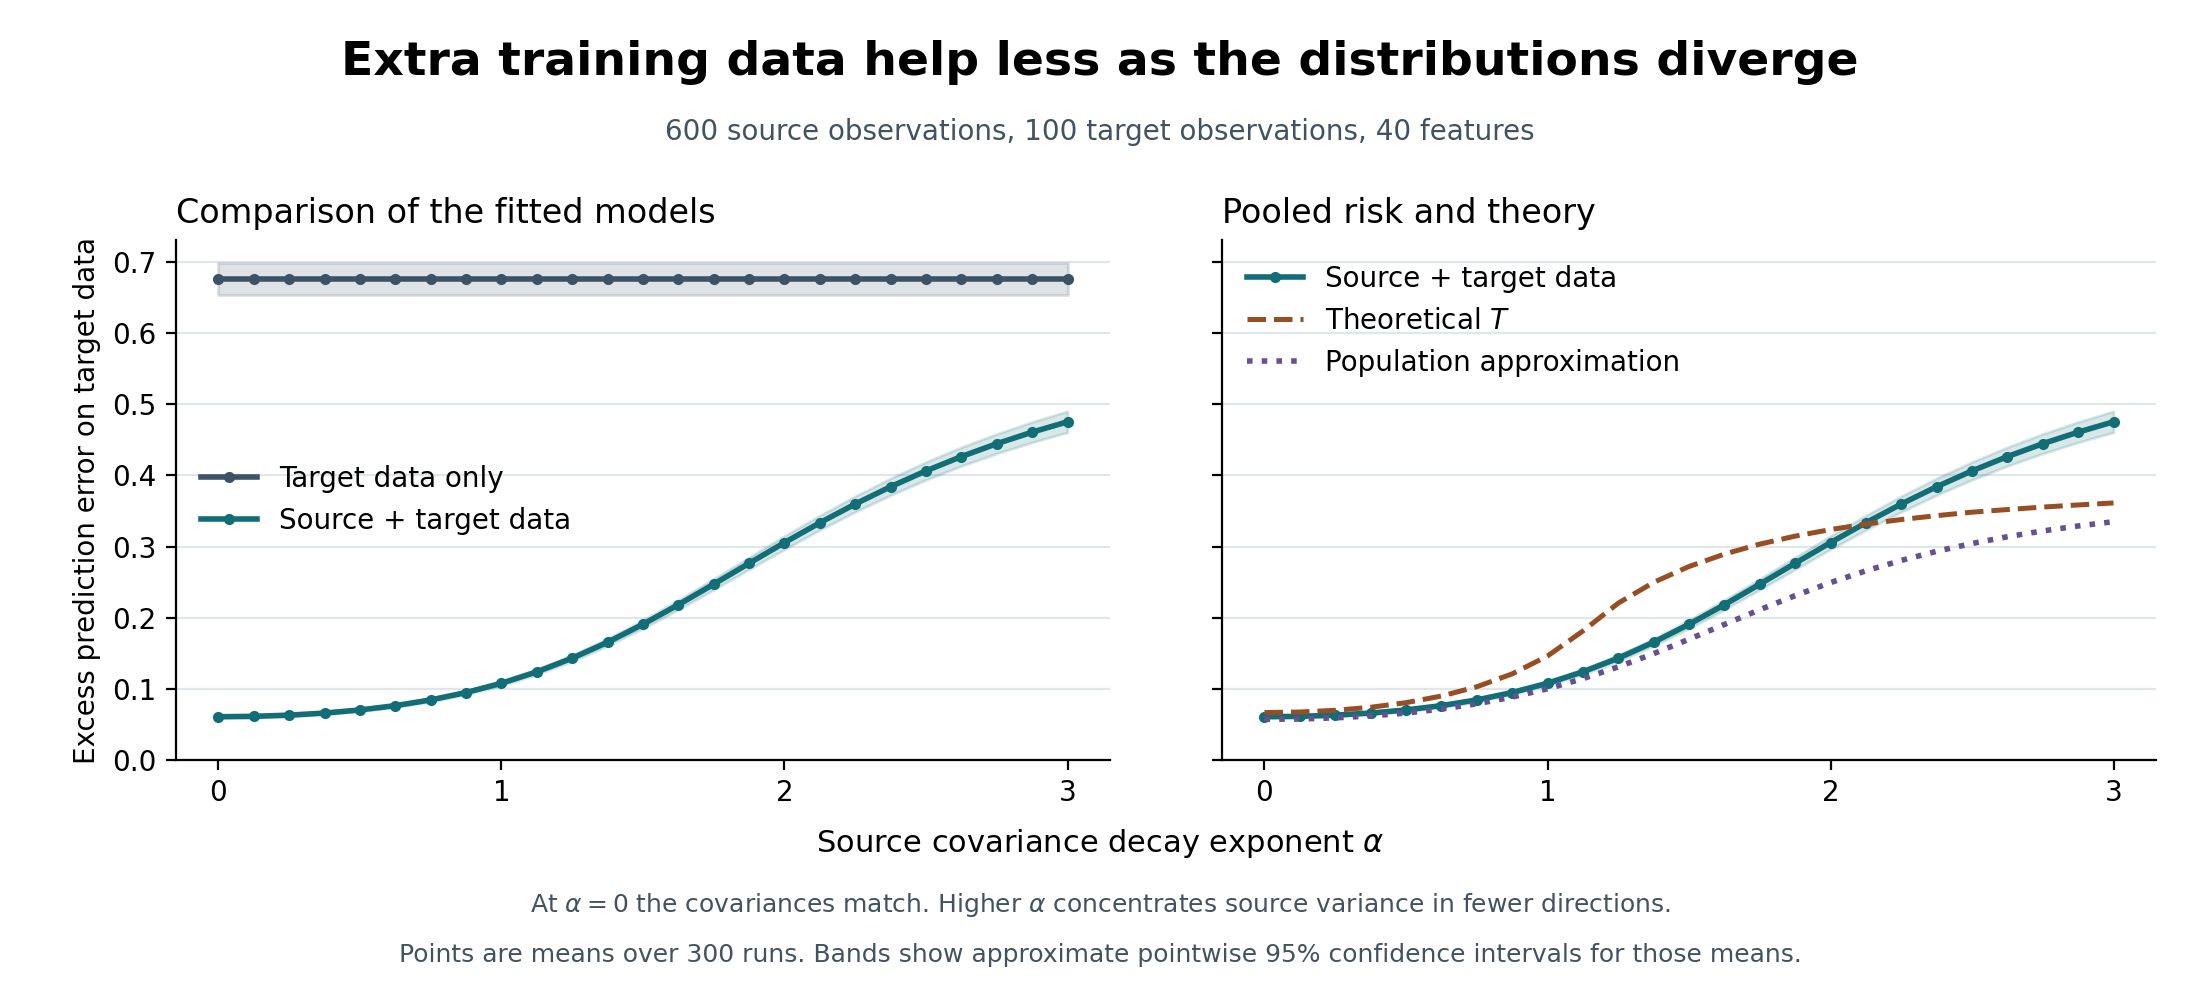 Extra training data help less as the distributions diverge
600 source observations, 100 target observations, 40 features
Comparison of the fitted models
Excess prediction error on target data
0.7
0.6
0.5
0.4
0.3
0.2
0.1
0.0
Target data only
Source + target data
0 1 2 3
Pooled risk and theory
Source + target data
Theoretical T
Population approximation
0 1 2 3
Source covariance decay exponent α
At α = 0 the covariances match. Higher α concentrates source variance in fewer directions.
Points are means over 300 runs. Bands show approximate pointwise 95% confidence intervals for those means.